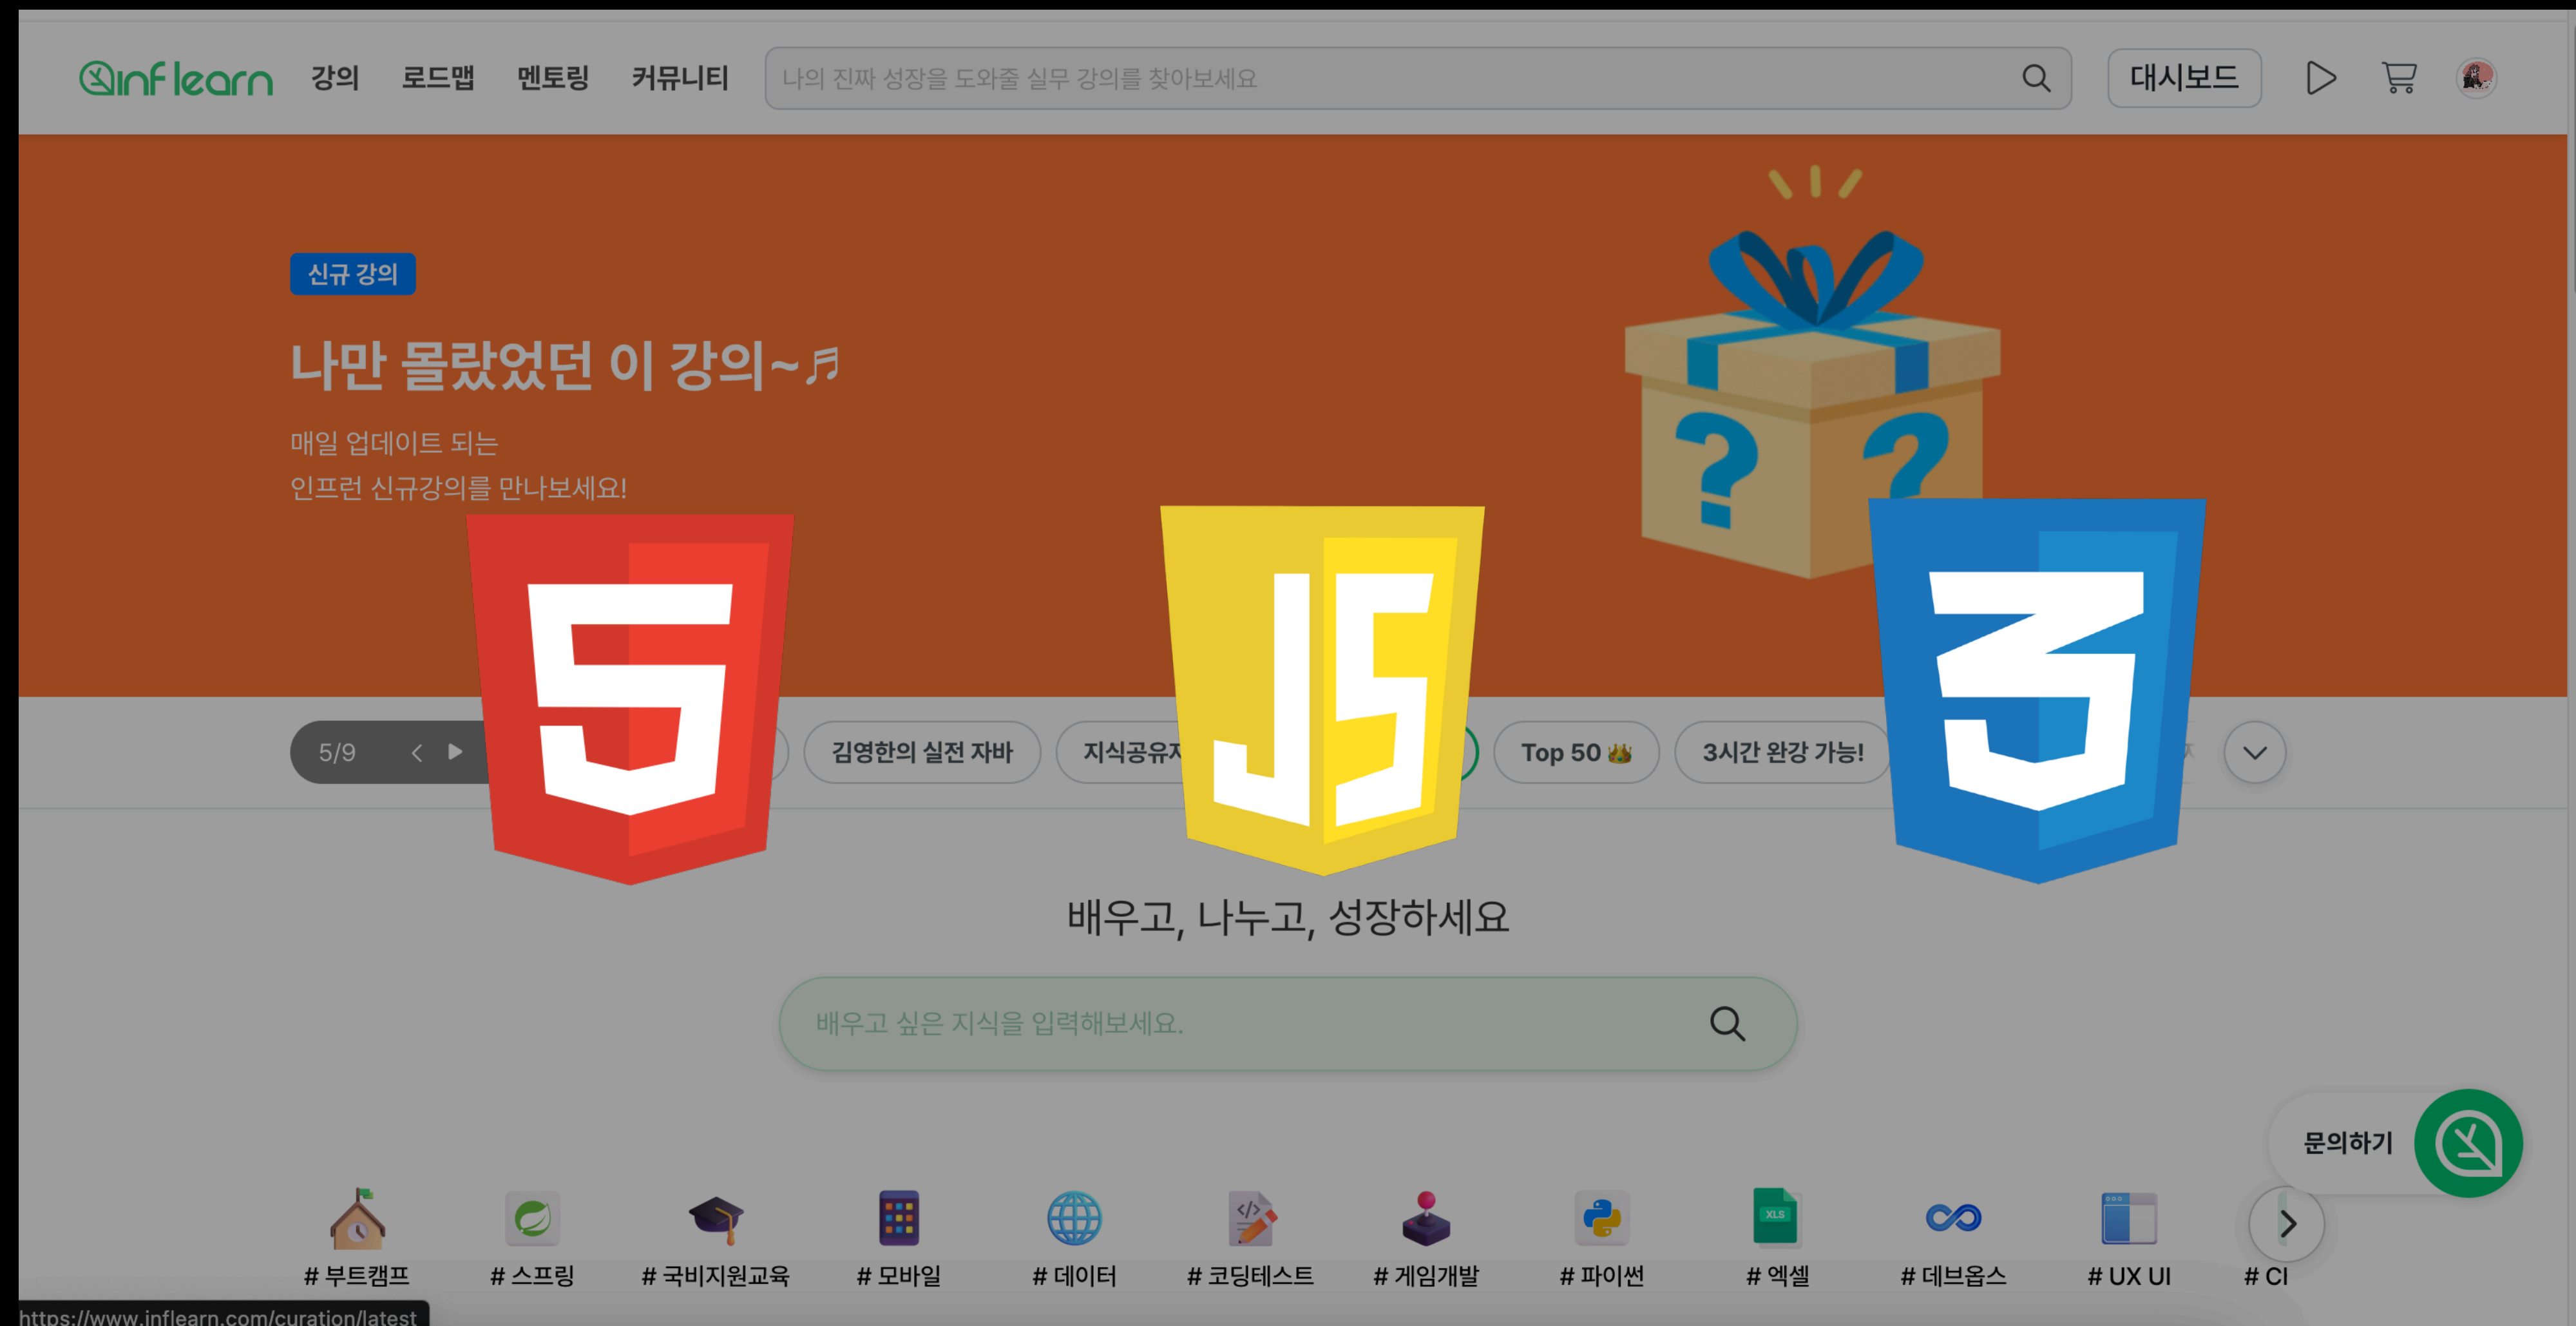 inflearn 강의 로드맵 멘토링 커뮤니티 나의 진짜 성장을 도와줄 실무 강의를 찾아보세요 대시보드
신규 강의
나만 몰랐었던 이 강의~♬
매일 업데이트 되는
인프런 신규강의를 만나보세요!
? ?
5 JS 3
5/9 김영한의 실전 자바 지식공유 Top 50 👑 3시간 완강 가능!
배우고, 나누고, 성장하세요
배우고 싶은 지식을 입력해보세요.
문의하기
</> XLS
# 부트캠프 # 스프링 # 국비지원교육 # 모바일 # 데이터 # 코딩테스트 # 게임개발 # 파이썬 # 엑셀 # 데브옵스 # UX UI # CI
https://www.inflearn.com/curation/latest